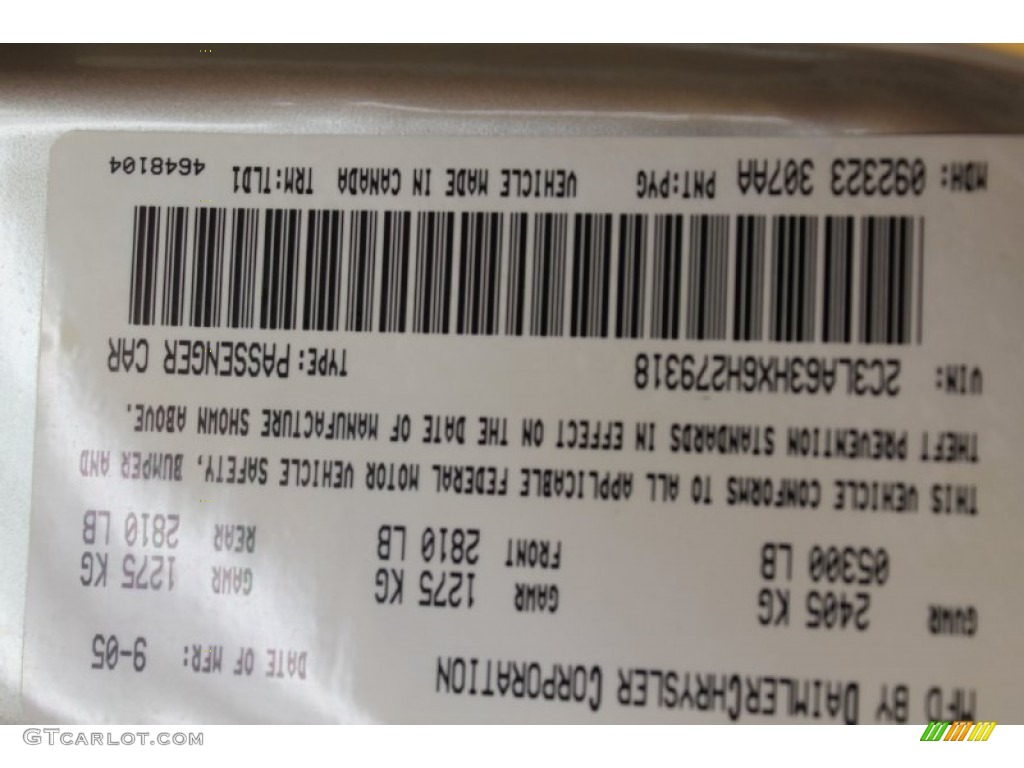 MFD BY DAIMLERCHRYSLER CORPORATION DATE OF MFR: 9-05
GVWR 2405 KG GAWR 1275 KG GAWR 1275 KG
05300 LB FRONT 2810 LB REAR 2810 LB
THIS VEHICLE CONFORMS TO ALL APPLICABLE FEDERAL MOTOR VEHICLE SAFETY, BUMPER AND
THEFT PREVENTION STANDARDS IN EFFECT ON THE DATE OF MANUFACTURE SHOWN ABOVE.
VIN: 2C3LA63HX6H279318 TYPE: PASSENGER CAR
MDH: 092323 307AA PNT:PYG VEHICLE MADE IN CANADA TRM:TLD1 4648104
GTCARLOT.COM